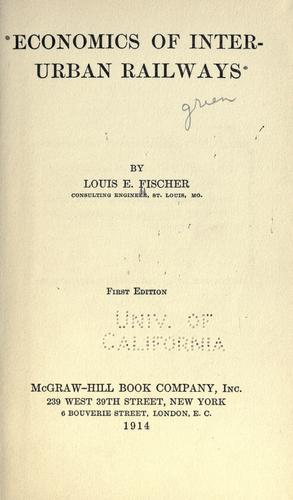 ECONOMICS OF INTER-
URBAN RAILWAYS
green
BY
LOUIS E. FISCHER
CONSULTING ENGINEER, ST. LOUIS, MO.
FIRST EDITION
UNIV. OF
CALIFORNIA
McGRAW-HILL BOOK COMPANY, INC.
239 WEST 39TH STREET, NEW YORK
6 BOUVERIE STREET, LONDON, E. C.
1914